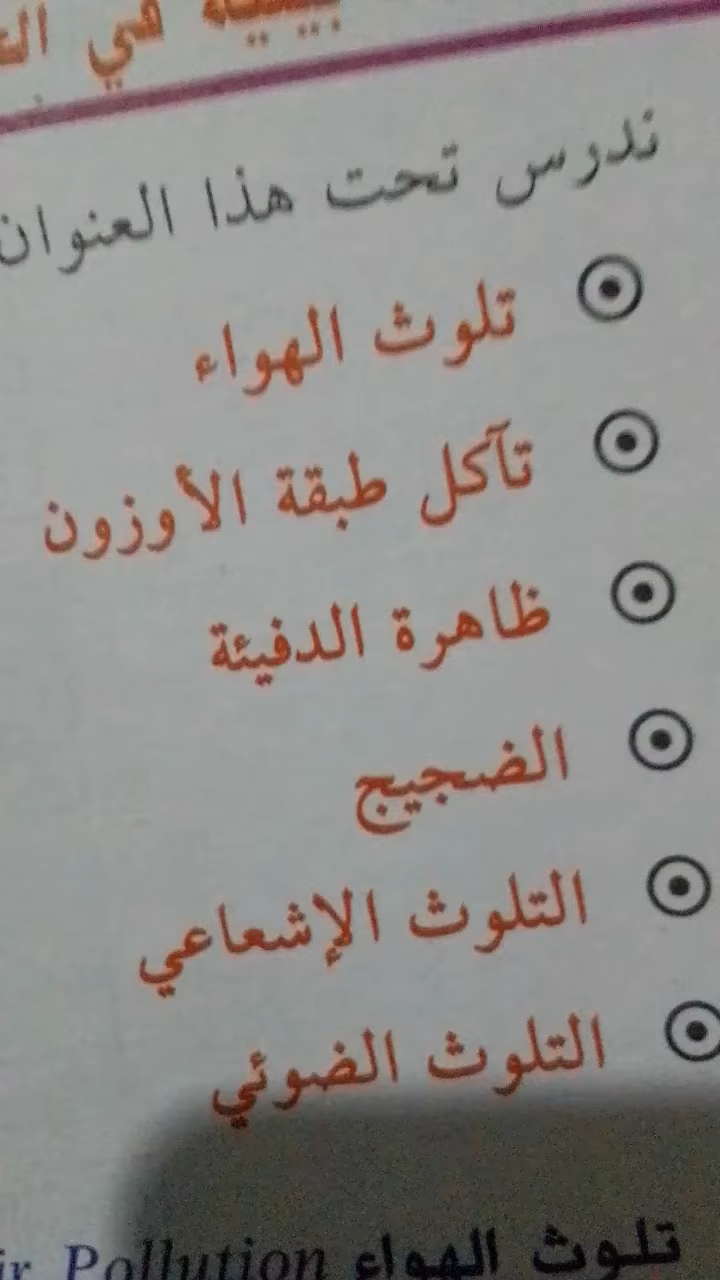 في
ندرس تحت هذا العنوان
تلوث الهواء
تآكل طبقة الأوزون
ظاهرة الدفيئة
الضجيج
التلوث الإشعاعي
التلوث الضوئي
تلوث الهواء Pollution